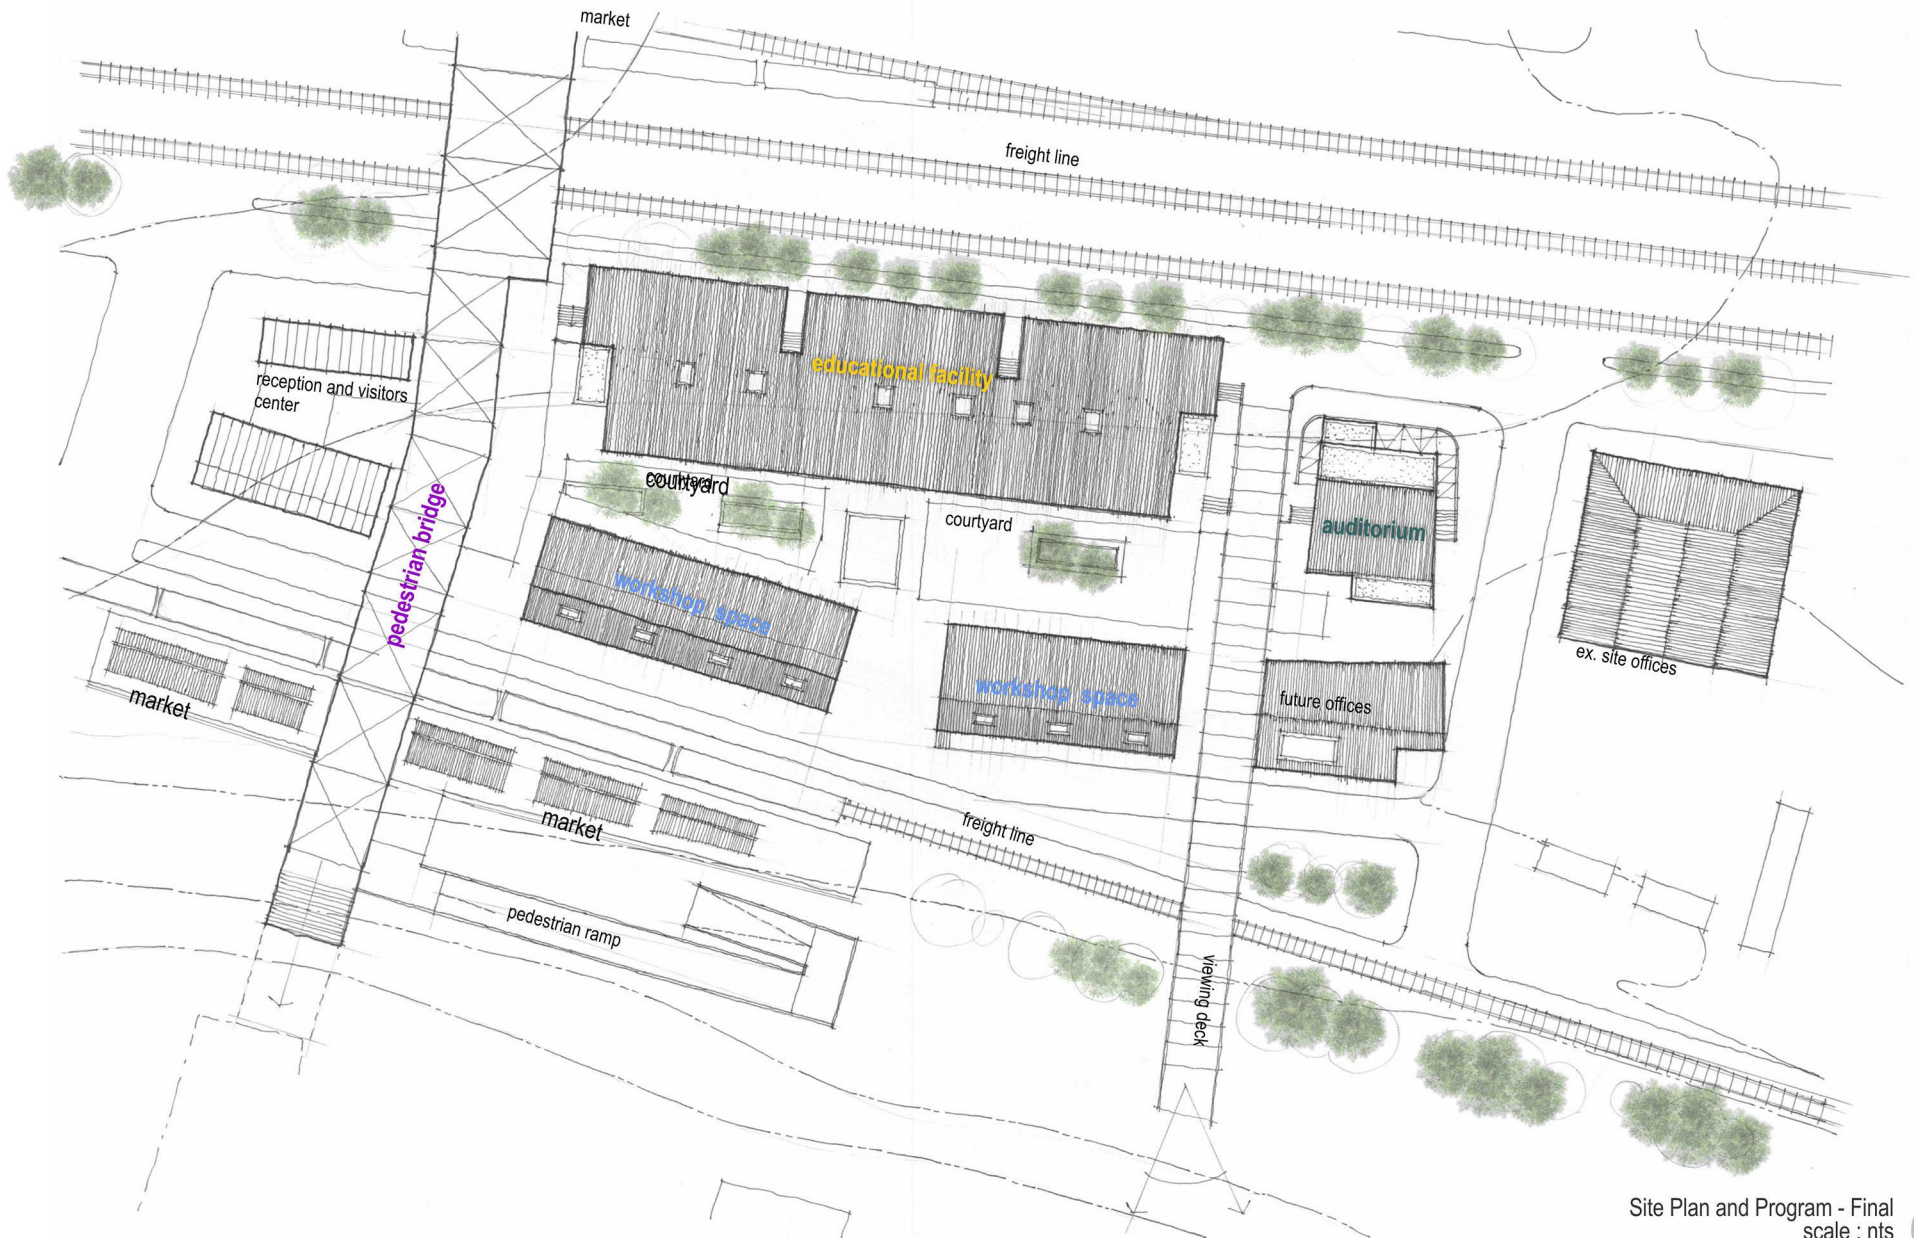 market
freight line
educational facility
reception and visitors
center
courtyard
courtyard
courtyard
pedestrian bridge
auditorium
workshop space
ex. site offices
workshop space
future offices
market
market
freight line
pedestrian ramp
viewing deck
Site Plan and Program - Final
scale : nts